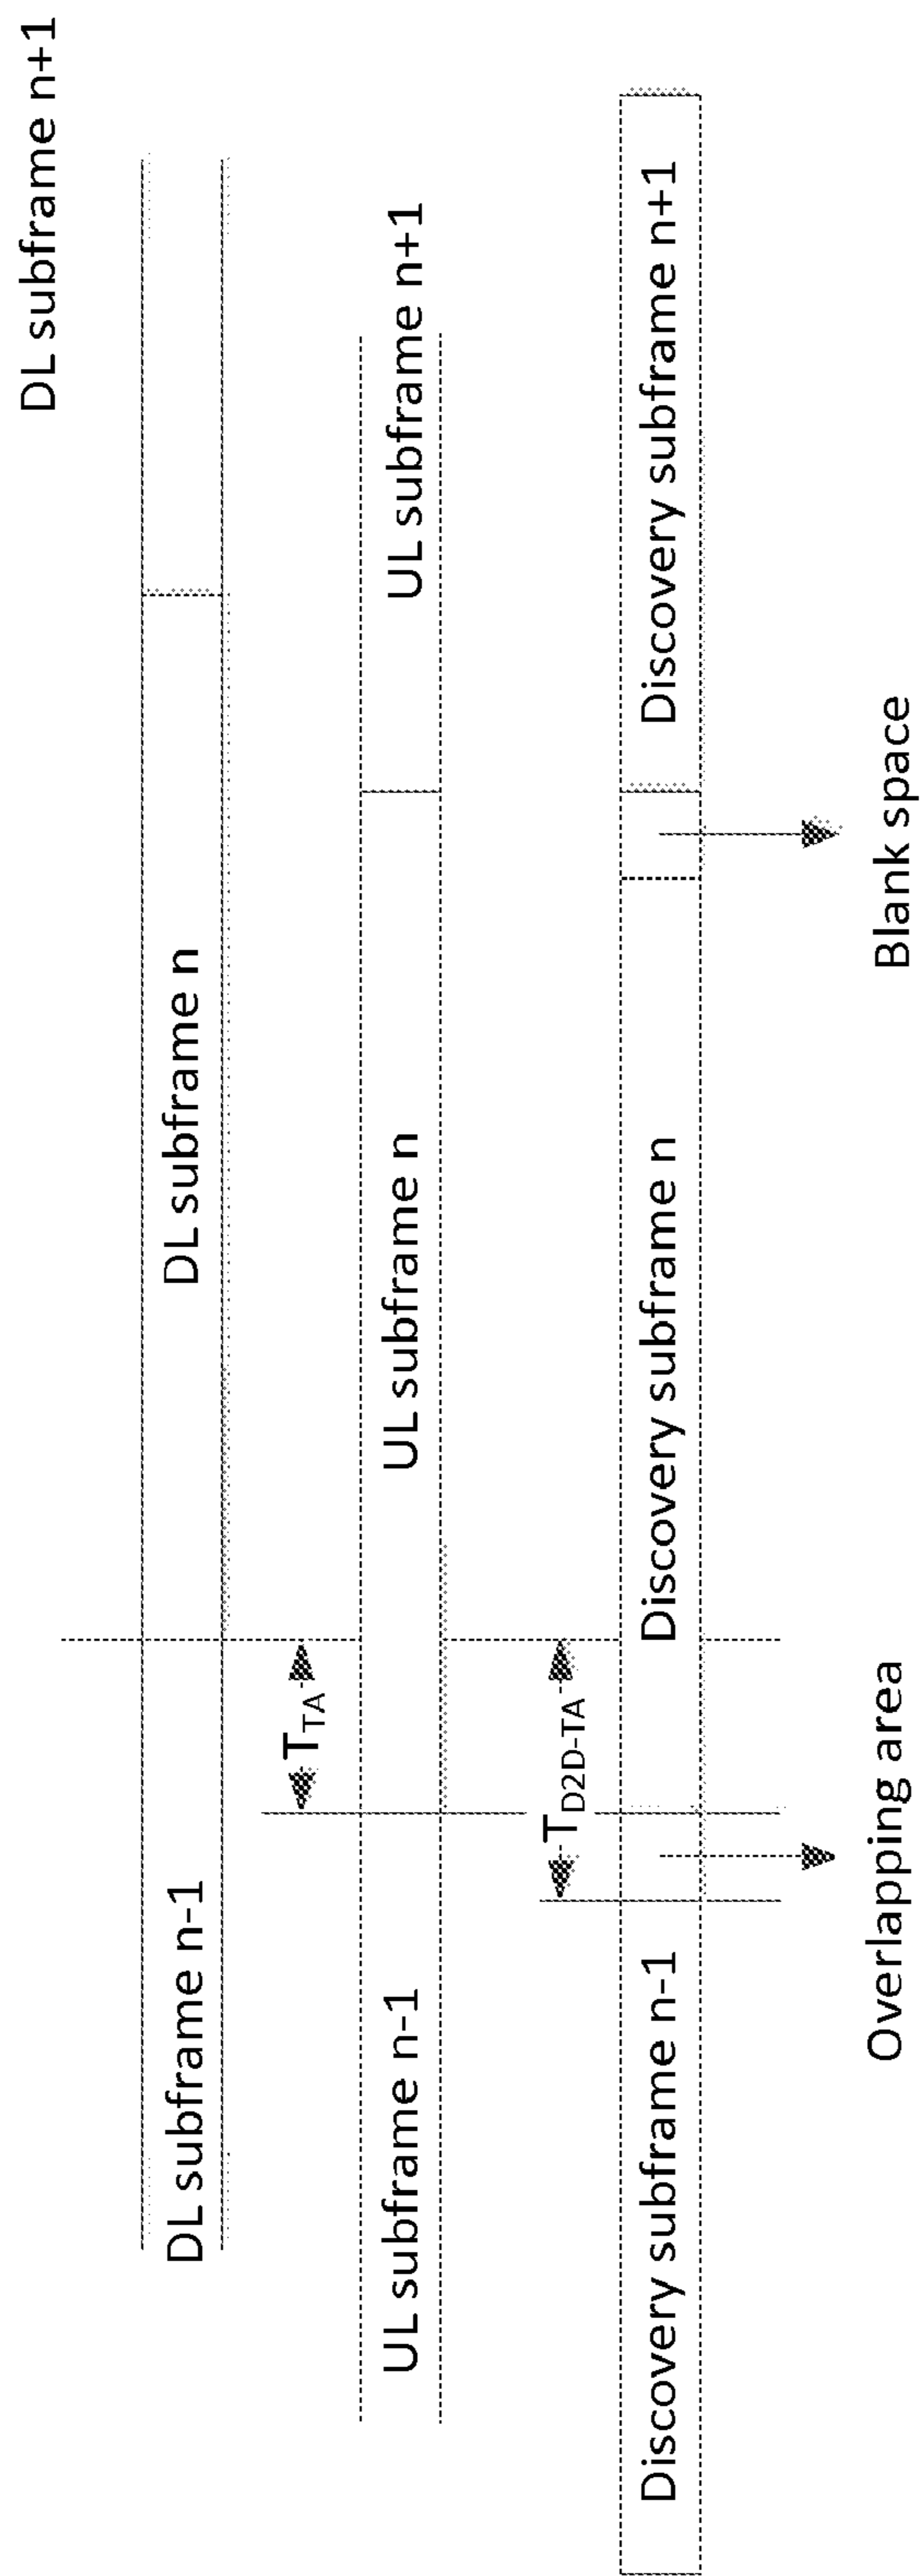 DL subframe n+1
DL subframe n-1
DL subframe n
T_TA
UL subframe n-1
UL subframe n
UL subframe n+1
T_D2D-TA
Discovery subframe n-1
Discovery subframe n
Discovery subframe n+1
Overlapping area
Blank space